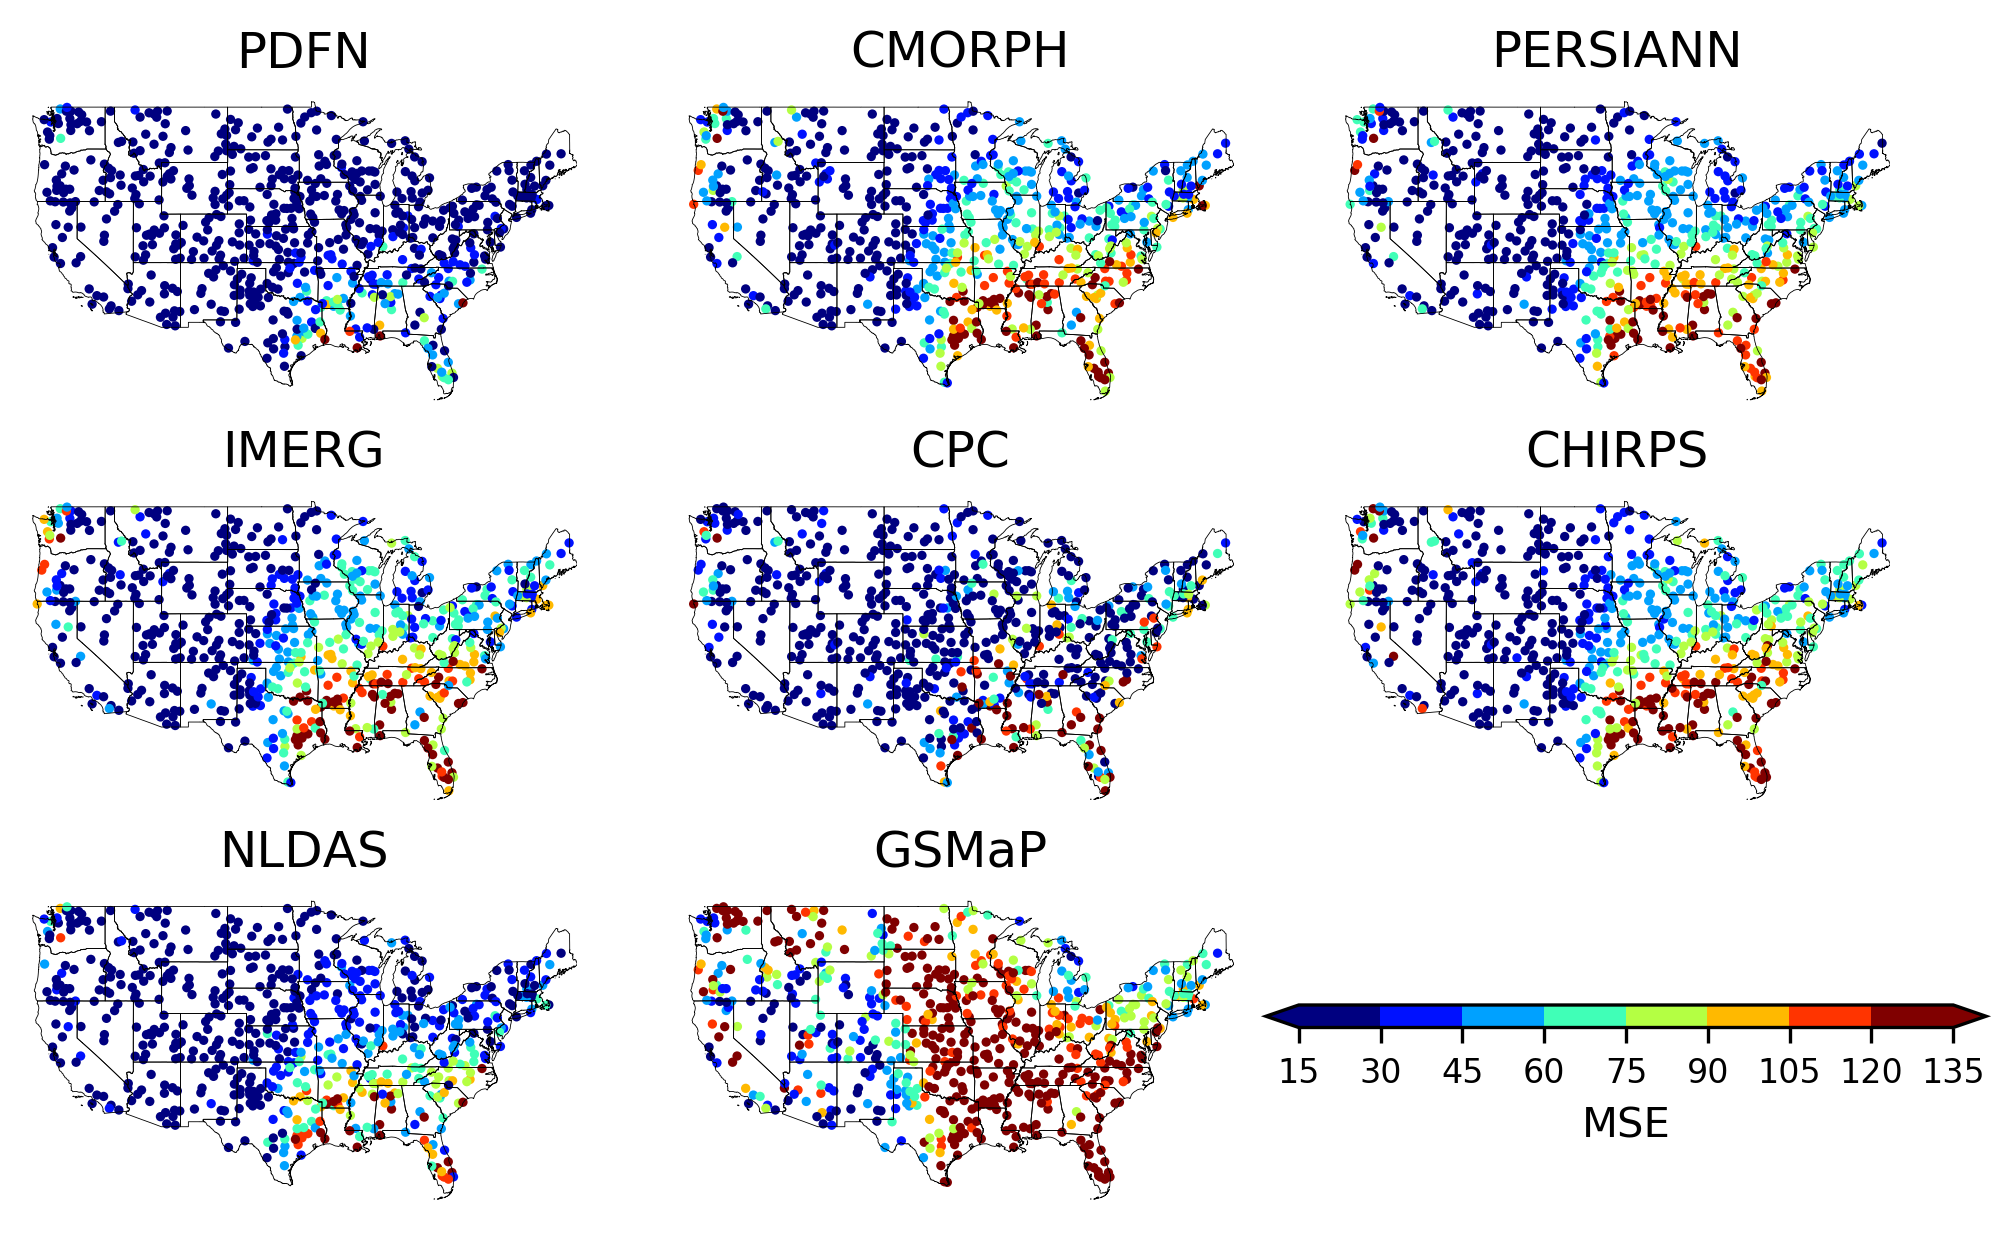 PDFN
CMORPH
PERSIANN
IMERG
CPC
CHIRPS
NLDAS
GSMaP
15 30 45 60 75 90 105 120 135
MSE